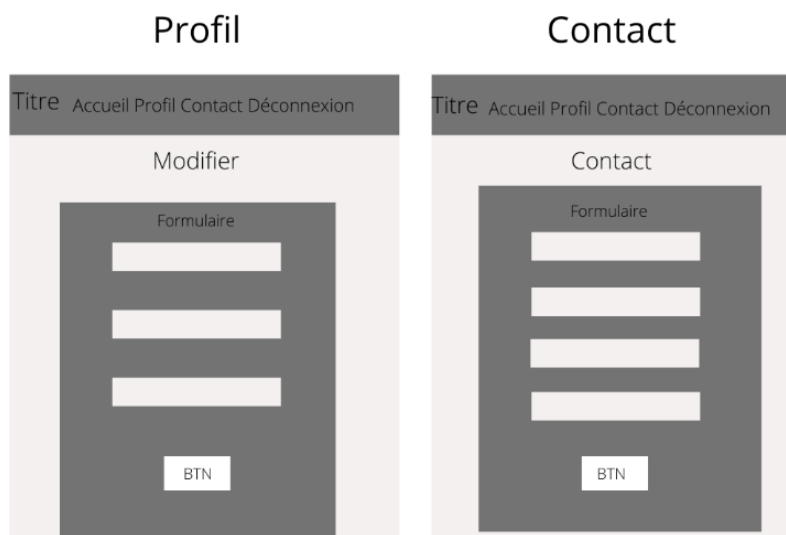 Profil
Titre Accueil Profil Contact Déconnexion
Modifier
Formulaire
BTN
Contact
Titre Accueil Profil Contact Déconnexion
Contact
Formulaire
BTN